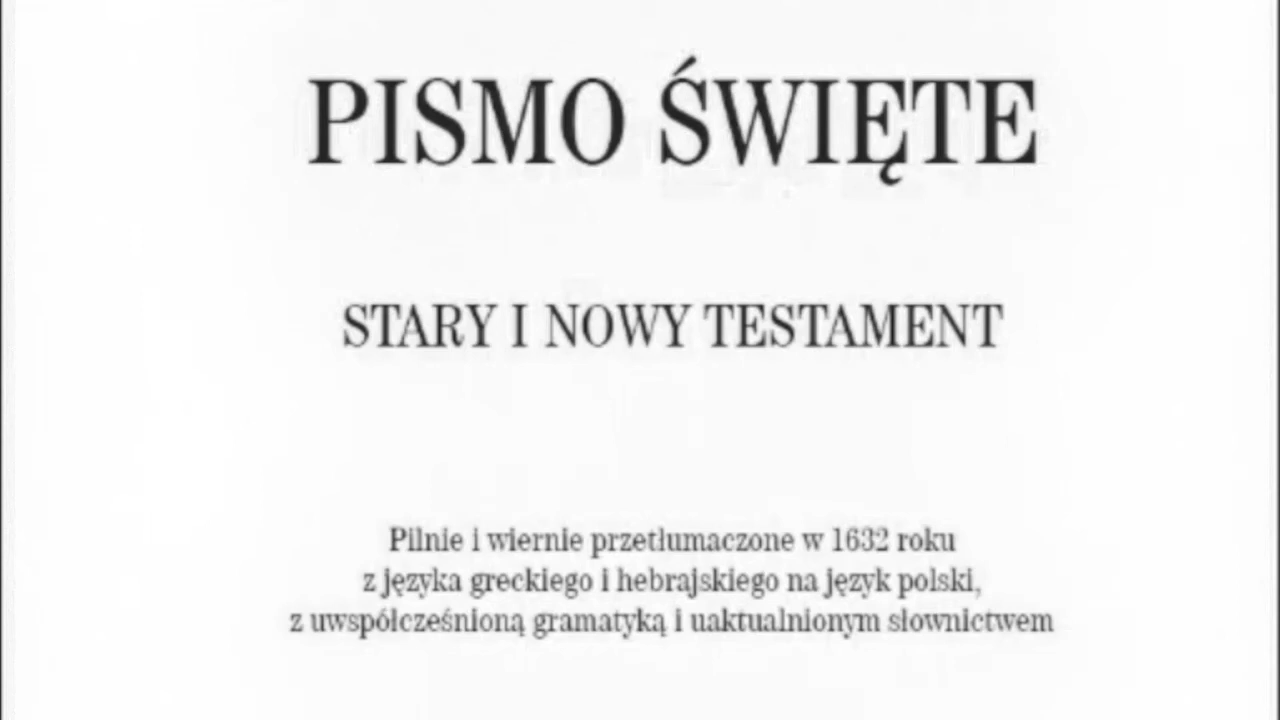 PISMO ŚWIĘTE
STARY I NOWY TESTAMENT
Pilnie i wiernie przetłumaczone w 1632 roku
z języka greckiego i hebrajskiego na język polski,
z uwspółcześnioną gramatyką i uaktualnionym słownictwem